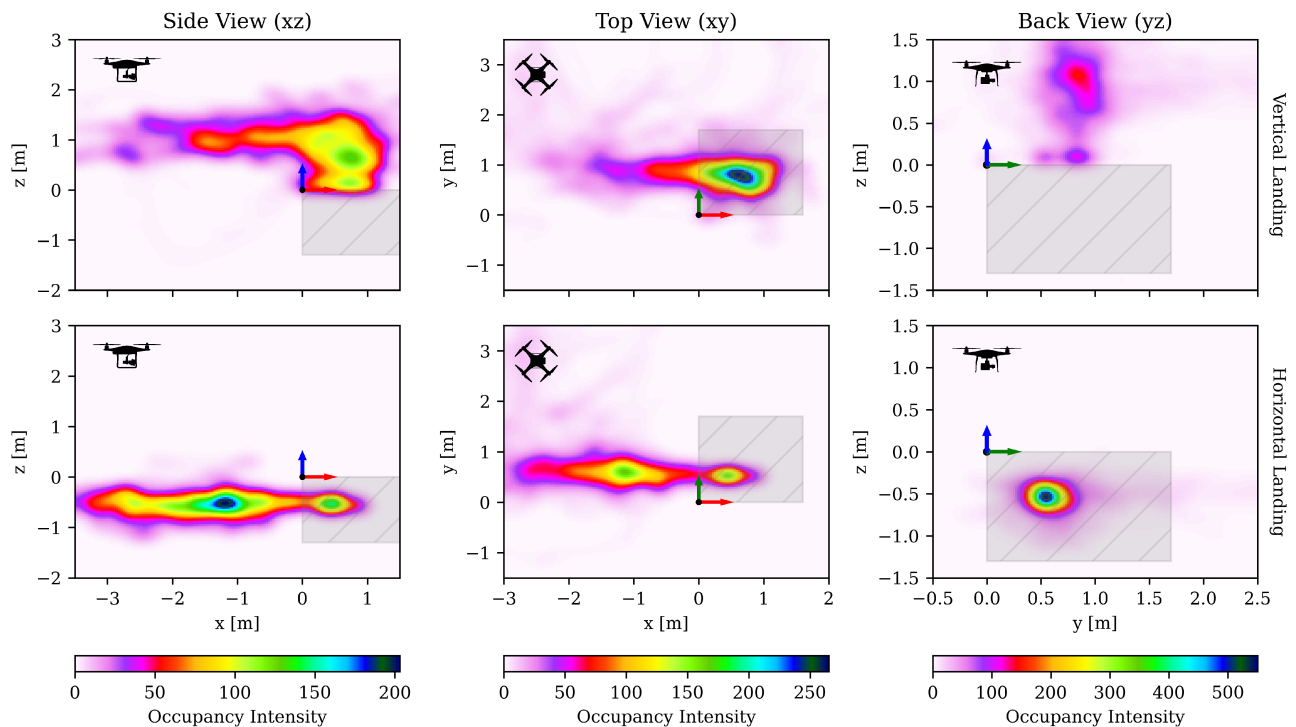 Side View (xz)
Top View (xy)
Back View (yz)
3
2
1
0
−1
−2
z [m]
3
2
1
0
−1
y [m]
1.5
1.0
0.5
0.0
−0.5
−1.0
−1.5
z [m]
Vertical Landing
3
2
1
0
−1
−2
z [m]
−3 −2 −1 0 1
x [m]
3
2
1
0
−1
y [m]
−3 −2 −1 0 1 2
x [m]
1.5
1.0
0.5
0.0
−0.5
−1.0
−1.5
z [m]
−0.5 0.0 0.5 1.0 1.5 2.0 2.5
y [m]
Horizontal Landing
0 50 100 150 200
Occupancy Intensity
0 50 100 150 200 250
Occupancy Intensity
0 100 200 300 400 500
Occupancy Intensity